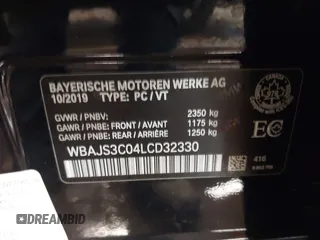 BAYERISCHE MOTOREN WERKE AG
10/2019 TYPE: PC/VT
GVWR / PNBV: 2350 kg
GAWR / PNBE: FRONT / AVANT 1175 kg
GAWR / PNBE: REAR / ARRIÈRE 1250 kg
WBAJS3C04LCD32330
EC
416
DREAMBID